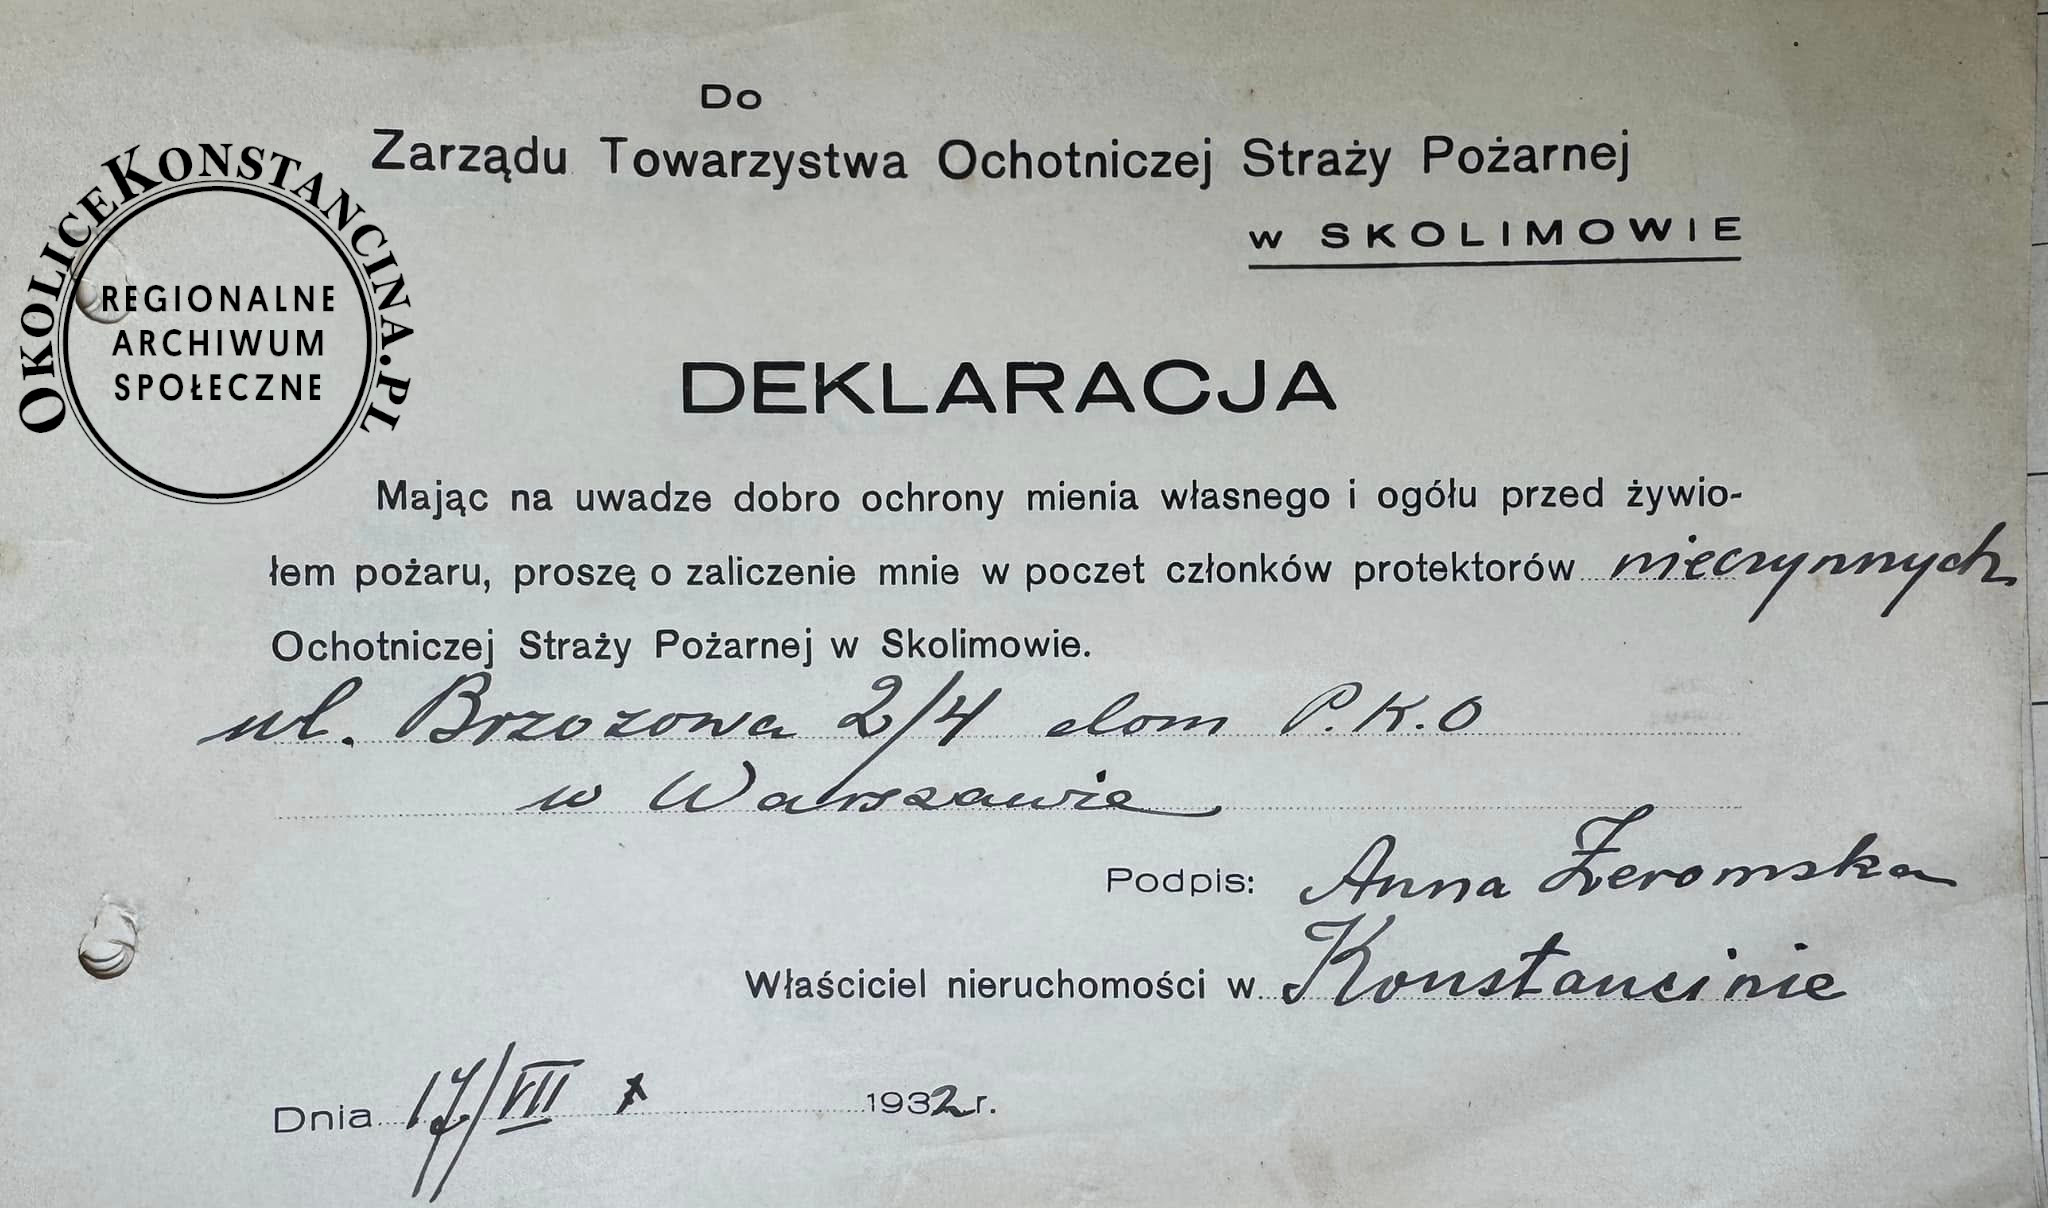 Do
Zarządu Towarzystwa Ochotniczej Straży Pożarnej
w SKOLIMOWIE
OKOLICEKONSTANCINA.PL
REGIONALNE
ARCHIWUM
SPOŁECZNE
DEKLARACJA
Mając na uwadze dobro ochrony mienia własnego i ogółu przed żywio-
łem pożaru, proszę o zaliczenie mnie w poczet członków protektorów nieczynnych
Ochotniczej Straży Pożarnej w Skolimowie.
ul. Brzozowa 2/4 dom P.K.O
w Warszawie
Podpis: Anna Żeromska
Właściciel nieruchomości w Konstancinie
Dnia 17/VII 1932 r.